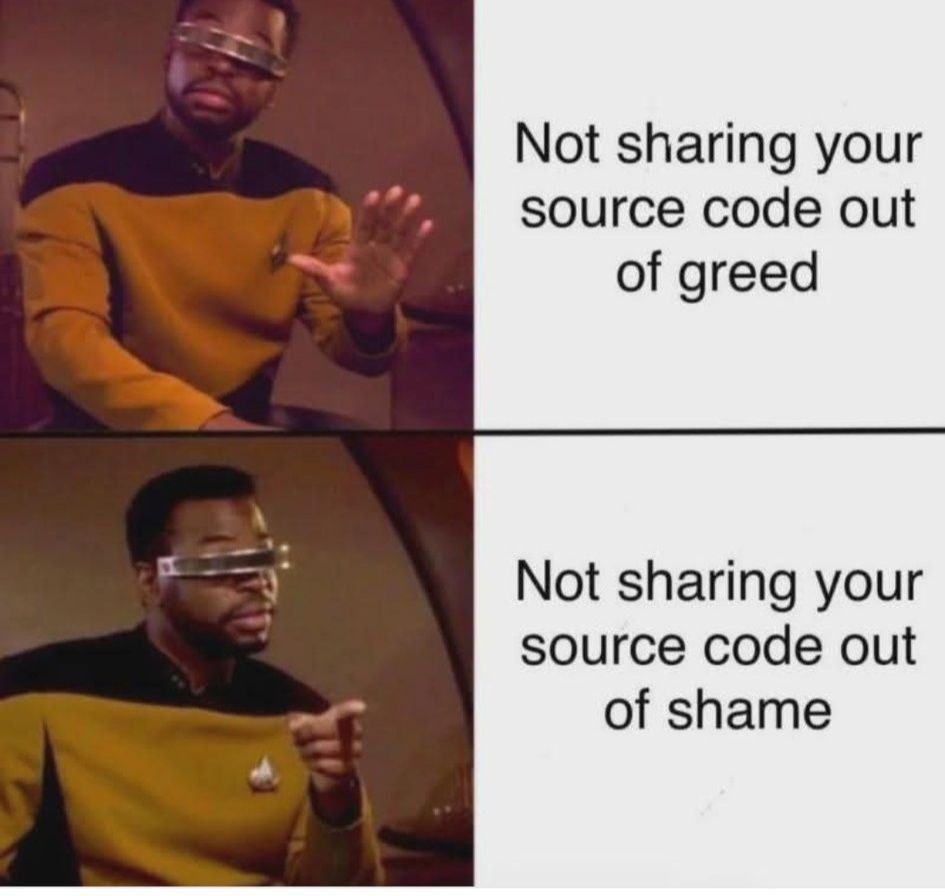 Not sharing your
source code out
of greed
Not sharing your
source code out
of shame